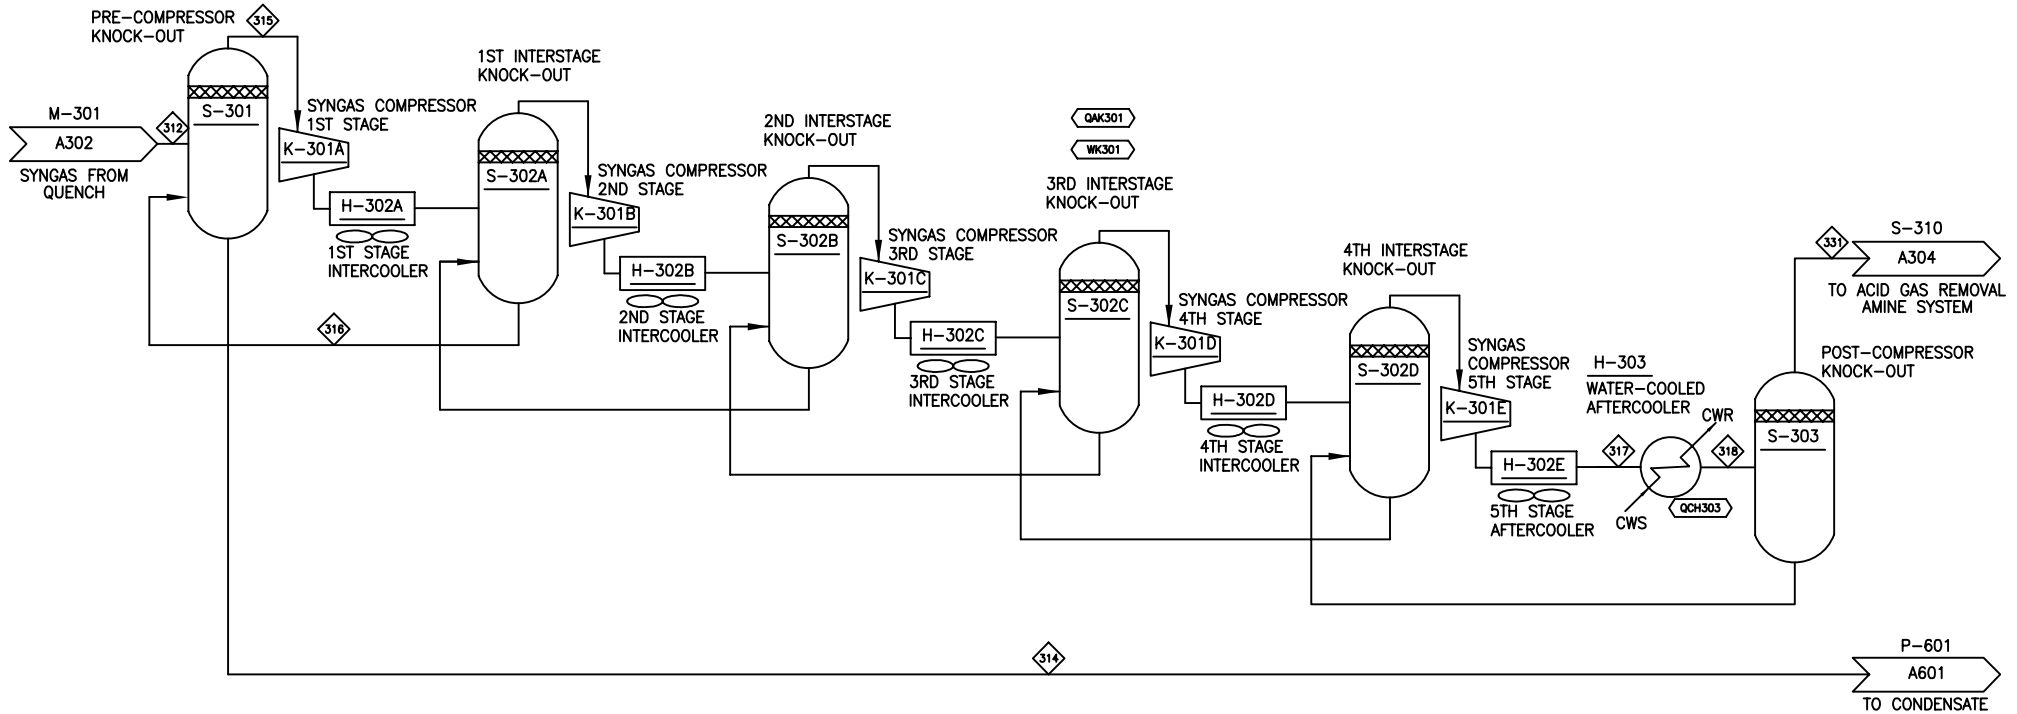 PRE-COMPRESSOR
KNOCK-OUT
315
S-301
M-301
A302
312
SYNGAS FROM
QUENCH
SYNGAS COMPRESSOR
1ST STAGE
K-301A
H-302A
1ST STAGE
INTERCOOLER
316
1ST INTERSTAGE
KNOCK-OUT
S-302A
SYNGAS COMPRESSOR
2ND STAGE
K-301B
H-302B
2ND STAGE
INTERCOOLER
2ND INTERSTAGE
KNOCK-OUT
S-302B
SYNGAS COMPRESSOR
3RD STAGE
K-301C
H-302C
3RD STAGE
INTERCOOLER
QAK301
WK301
3RD INTERSTAGE
KNOCK-OUT
S-302C
SYNGAS COMPRESSOR
4TH STAGE
K-301D
H-302D
4TH STAGE
INTERCOOLER
4TH INTERSTAGE
KNOCK-OUT
S-302D
SYNGAS
COMPRESSOR
5TH STAGE
K-301E
H-302E
5TH STAGE
AFTERCOOLER
H-303
WATER-COOLED
AFTERCOOLER
CWR
317
318
QCH303
CWS
POST-COMPRESSOR
KNOCK-OUT
S-303
331
S-310
A304
TO ACID GAS REMOVAL
AMINE SYSTEM
314
P-601
A601
TO CONDENSATE